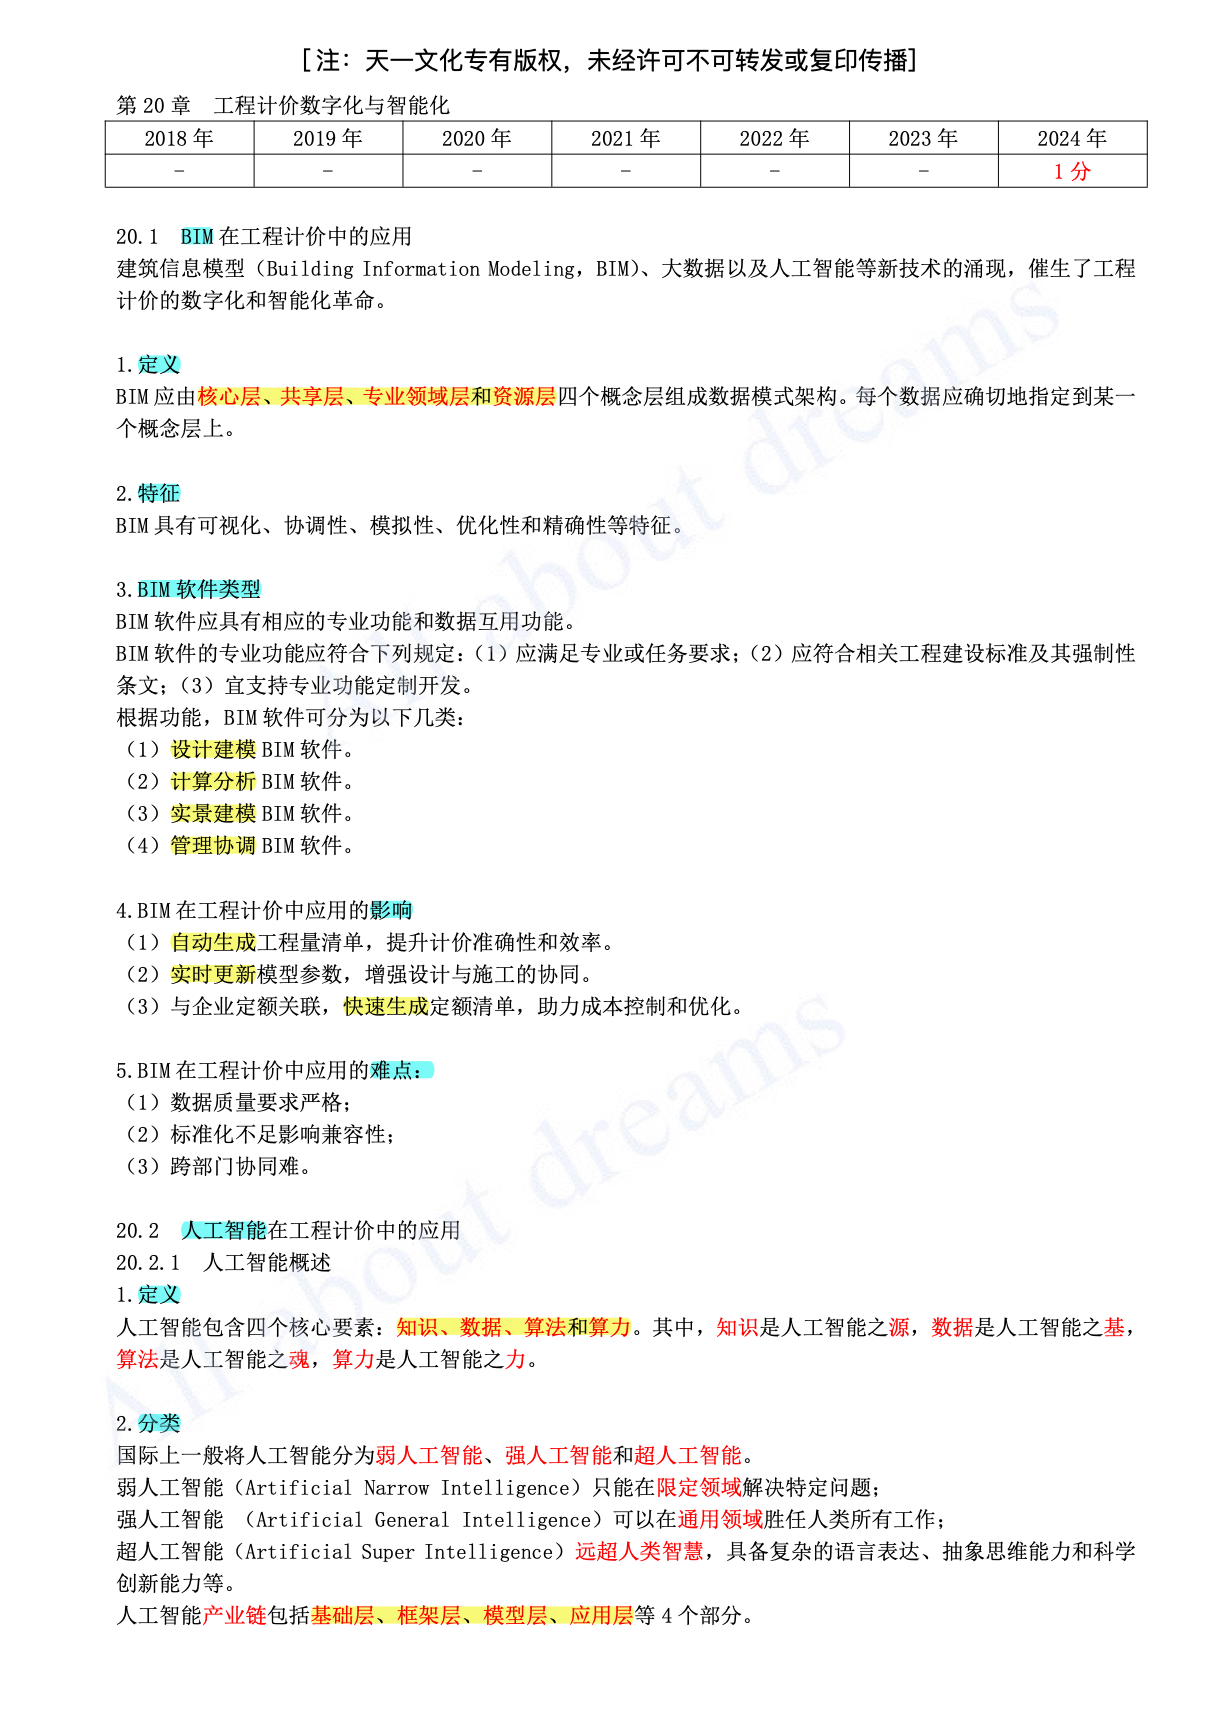 [注：天一文化专有版权，未经许可不可转发或复印传播]
第 20 章　工程计价数字化与智能化
2018 年 2019 年 2020 年 2021 年 2022 年 2023 年 2024 年
- - - - - - 1 分
20.1　BIM 在工程计价中的应用
建筑信息模型（Building Information Modeling，BIM）、大数据以及人工智能等新技术的涌现，催生了工程
计价的数字化和智能化革命。
1.定义
BIM 应由核心层、共享层、专业领域层和资源层四个概念层组成数据模式架构。每个数据应确切地指定到某一
个概念层上。
2.特征
BIM 具有可视化、协调性、模拟性、优化性和精确性等特征。
3.BIM 软件类型
BIM 软件应具有相应的专业功能和数据互用功能。
BIM 软件的专业功能应符合下列规定：（1）应满足专业或任务要求；（2）应符合相关工程建设标准及其强制性
条文；（3）宜支持专业功能定制开发。
根据功能，BIM 软件可分为以下几类：
（1）设计建模 BIM 软件。
（2）计算分析 BIM 软件。
（3）实景建模 BIM 软件。
（4）管理协调 BIM 软件。
4.BIM 在工程计价中应用的影响
（1）自动生成工程量清单，提升计价准确性和效率。
（2）实时更新模型参数，增强设计与施工的协同。
（3）与企业定额关联，快速生成定额清单，助力成本控制和优化。
5.BIM 在工程计价中应用的难点：
（1）数据质量要求严格；
（2）标准化不足影响兼容性；
（3）跨部门协同难。
20.2　人工智能在工程计价中的应用
20.2.1　人工智能概述
1.定义
人工智能包含四个核心要素：知识、数据、算法和算力。其中，知识是人工智能之源，数据是人工智能之基，
算法是人工智能之魂，算力是人工智能之力。
2.分类
国际上一般将人工智能分为弱人工智能、强人工智能和超人工智能。
弱人工智能（Artificial Narrow Intelligence）只能在限定领域解决特定问题；
强人工智能 （Artificial General Intelligence）可以在通用领域胜任人类所有工作；
超人工智能（Artificial Super Intelligence）远超人类智慧，具备复杂的语言表达、抽象思维能力和科学
创新能力等。
人工智能产业链包括基础层、框架层、模型层、应用层等 4 个部分。
All about dreams
All about dreams